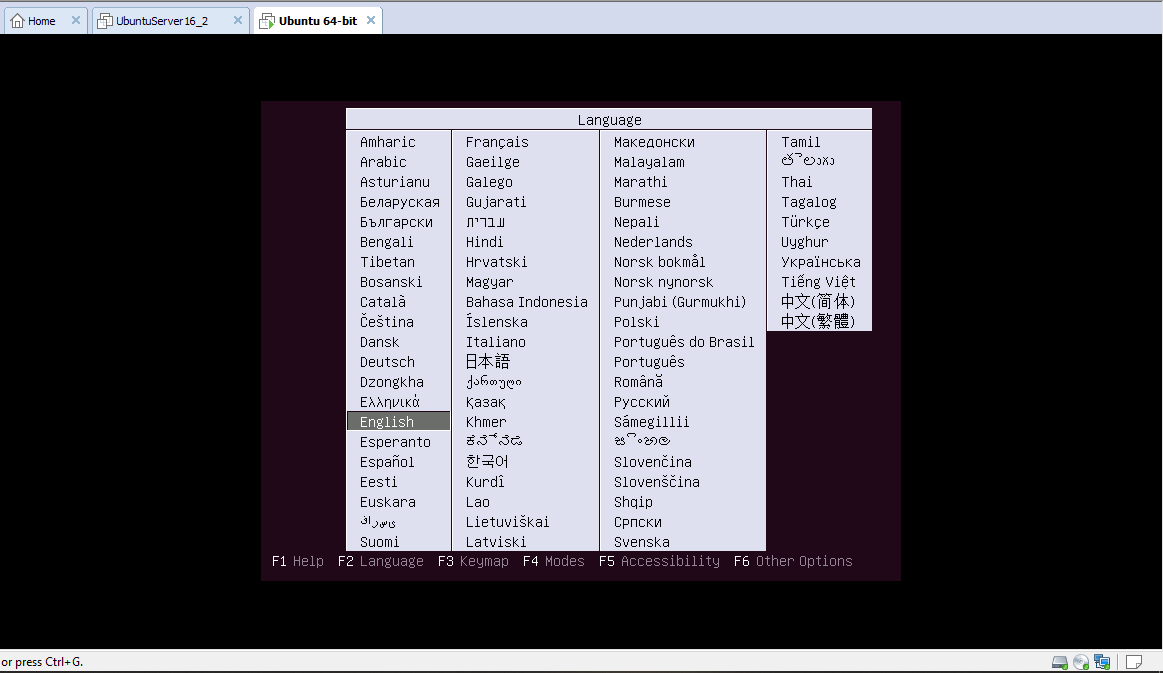 Home
UbuntuServer16_2
Ubuntu 64-bit
Language
Amharic
Arabic
Asturianu
Беларуская
Български
Bengali
Tibetan
Bosanski
Català
Čeština
Dansk
Deutsch
Dzongkha
Ελληνικά
English
Esperanto
Español
Eesti
Euskara
ﻰﺳﺭﺎﻓ
Suomi
Français
Gaeilge
Galego
Gujarati
עברית
Hindi
Hrvatski
Magyar
Bahasa Indonesia
Íslenska
Italiano
日本語
ქართული
Қазақ
Khmer
ಕನ್ನಡ
한국어
Kurdî
Lao
Lietuviškai
Latviski
Македонски
Malayalam
Marathi
Burmese
Nepali
Nederlands
Norsk bokmål
Norsk nynorsk
Punjabi (Gurmukhi)
Polski
Português do Brasil
Português
Română
Русский
Sámegillii
සිංහල
Slovenčina
Slovenščina
Shqip
Српски
Svenska
Tamil
తెలుగు
Thai
Tagalog
Türkçe
Uyghur
Українська
Tiếng Việt
中文(简体)
中文(繁體)
F1 Help F2 Language F3 Keymap F4 Modes F5 Accessibility F6 Other Options
or press Ctrl+G.